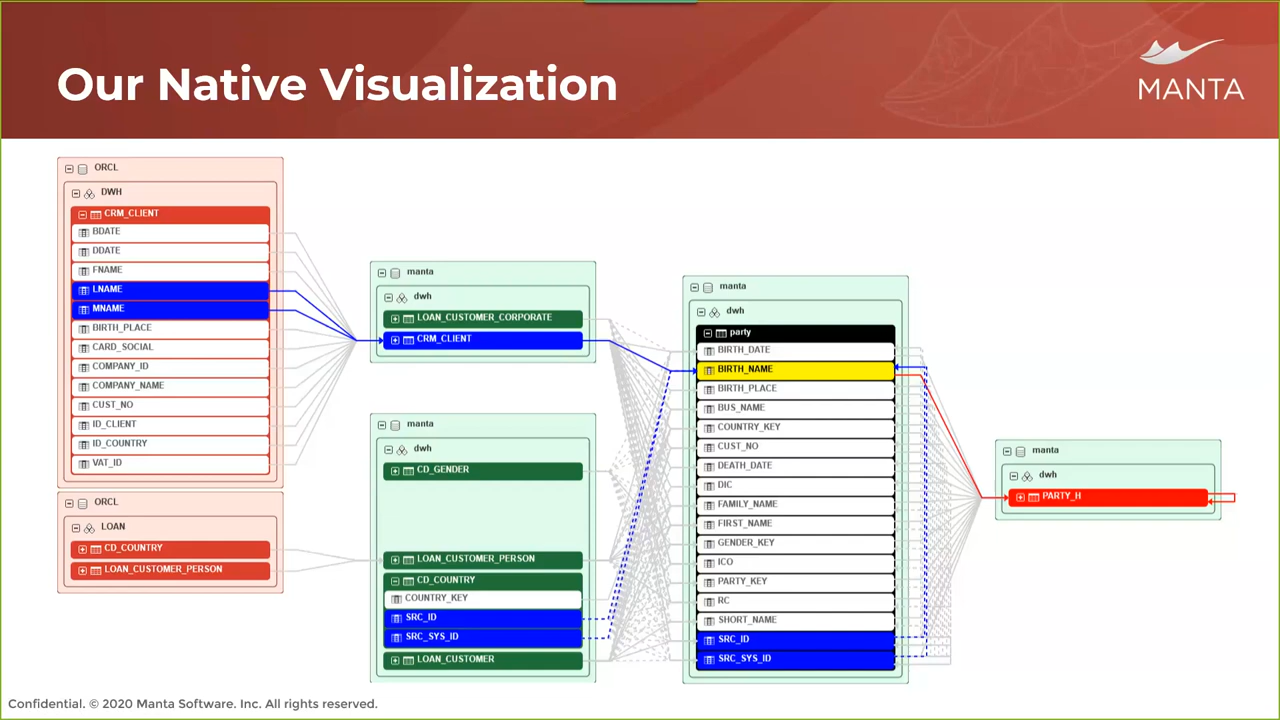 Our Native Visualization
MANTA
ORCL
DWH
CRM_CLIENT
BDATE
DDATE
FNAME
LNAME
MNAME
BIRTH_PLACE
CARD_SOCIAL
COMPANY_ID
COMPANY_NAME
CUST_NO
ID_CLIENT
ID_COUNTRY
VAT_ID
ORCL
LOAN
CD_COUNTRY
LOAN_CUSTOMER_PERSON
manta
dwh
LOAN_CUSTOMER_CORPORATE
CRM_CLIENT
manta
dwh
CD_GENDER
LOAN_CUSTOMER_PERSON
CD_COUNTRY
COUNTRY_KEY
SRC_ID
SRC_SYS_ID
LOAN_CUSTOMER
manta
dwh
party
BIRTH_DATE
BIRTH_NAME
BIRTH_PLACE
BUS_NAME
COUNTRY_KEY
CUST_NO
DEATH_DATE
DIC
FAMILY_NAME
FIRST_NAME
GENDER_KEY
ICO
PARTY_KEY
RC
SHORT_NAME
SRC_ID
SRC_SYS_ID
manta
dwh
PARTY_H
Confidential. © 2020 Manta Software. Inc. All rights reserved.